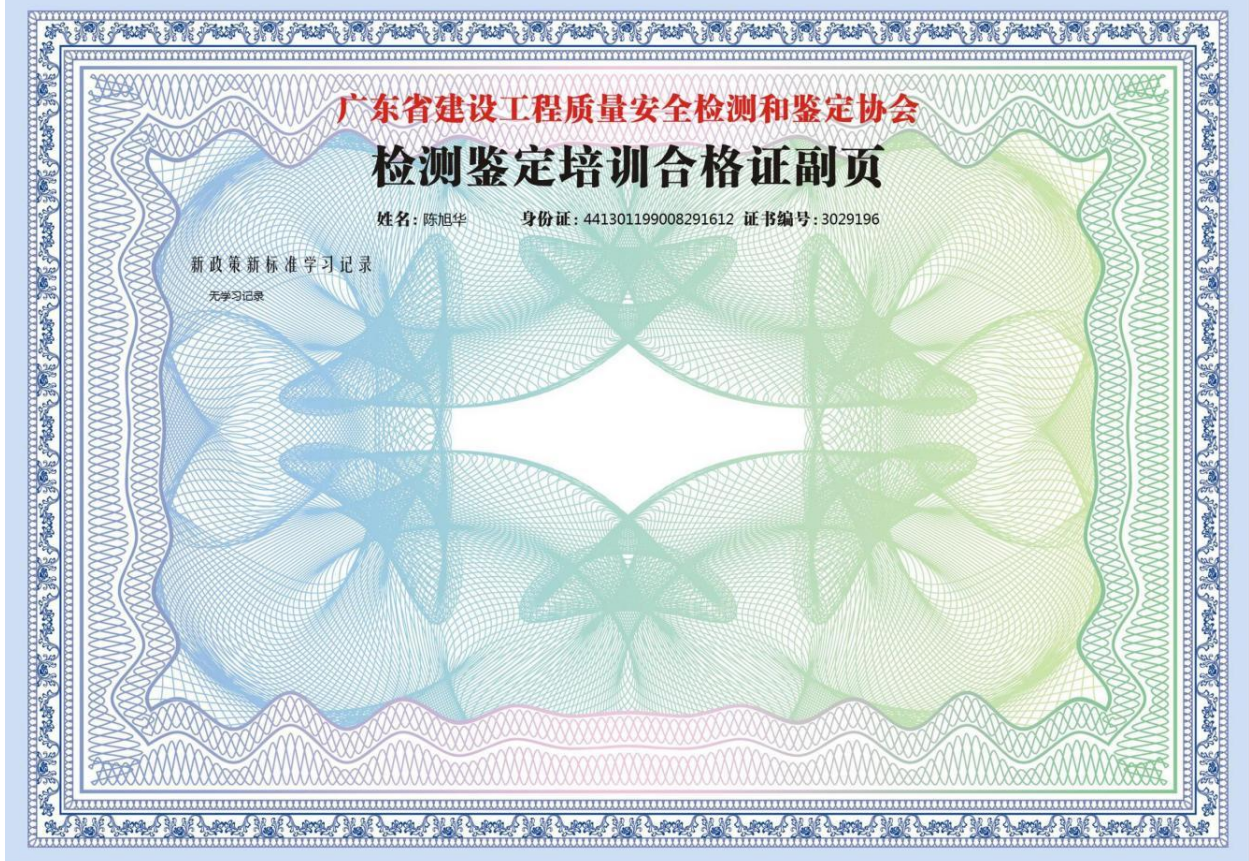 广东省建设工程质量安全检测和鉴定协会
检测鉴定培训合格证副页
姓名: 陈旭华 身份证: 441301199008291612 证书编号: 3029196
新政策新标准学习记录
无学习记录